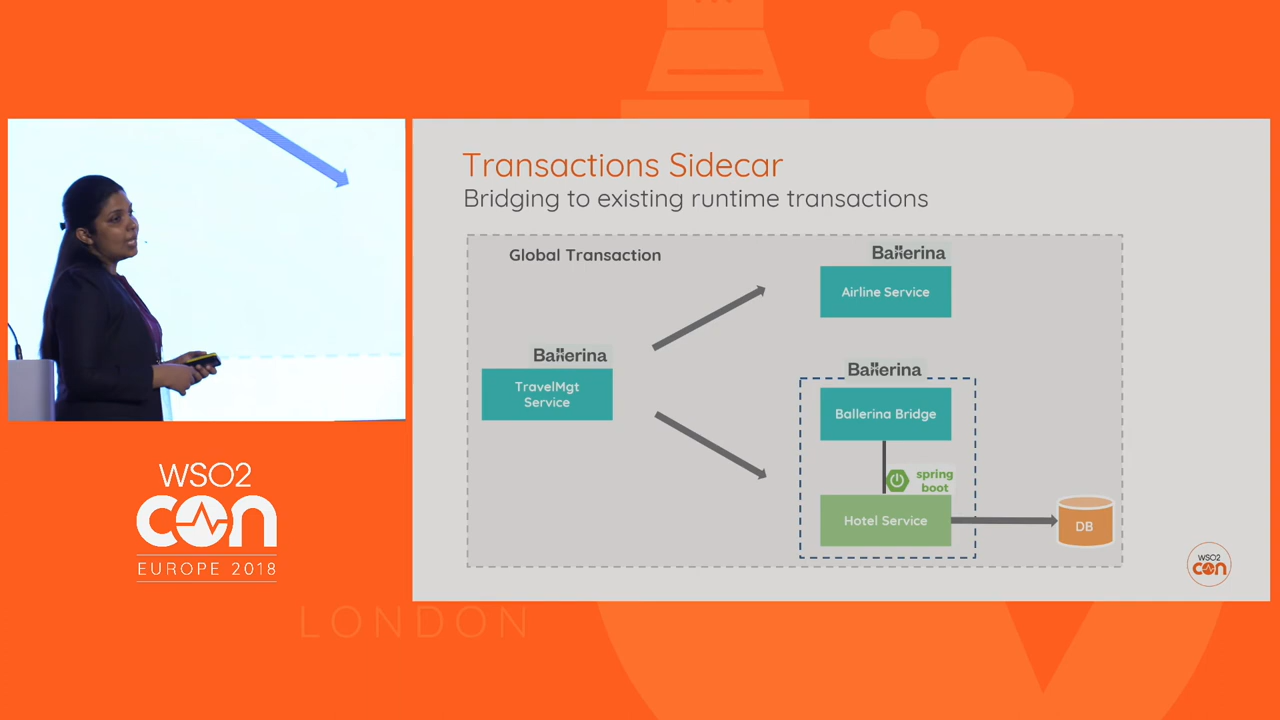 Transactions Sidecar
Bridging to existing runtime transactions
Global Transaction
Ballerina
Airline Service
Ballerina
TravelMgt
Service
Ballerina
Ballerina Bridge
spring
boot
Hotel Service
DB
WSO2
CON
WSO2
CON
EUROPE 2018
LONDON